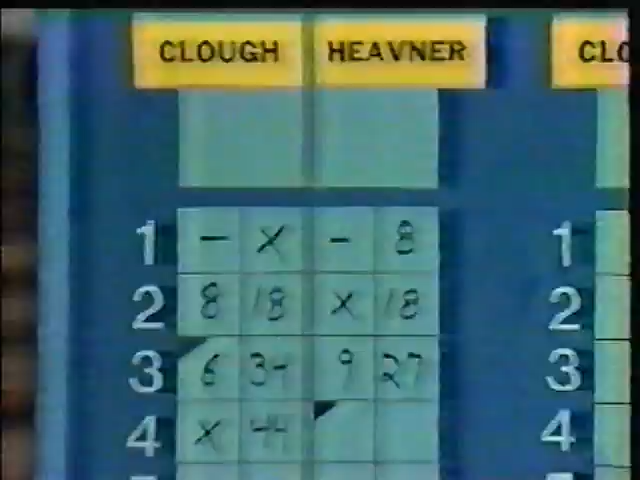 CLOUGH HEAVNER CLO
1 – X – 8 1
2 8 18 X 18 2
3 6 34 9 27 3
4 X 44 4